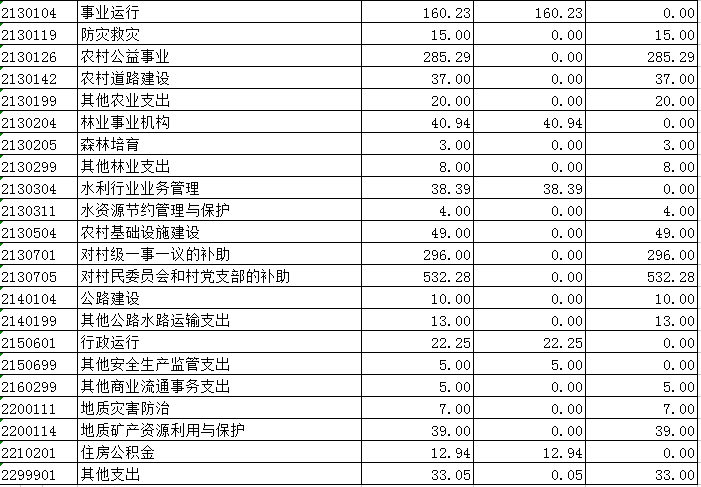 2130104 事业运行 160.23 160.23 0.00
2130119 防灾救灾 15.00 0.00 15.00
2130126 农村公益事业 285.29 0.00 285.29
2130142 农村道路建设 37.00 0.00 37.00
2130199 其他农业支出 20.00 0.00 20.00
2130204 林业事业机构 40.94 40.94 0.00
2130205 森林培育 3.00 0.00 3.00
2130299 其他林业支出 8.00 0.00 8.00
2130304 水利行业业务管理 38.39 38.39 0.00
2130311 水资源节约管理与保护 4.00 0.00 4.00
2130504 农村基础设施建设 49.00 0.00 49.00
2130701 对村级一事一议的补助 296.00 0.00 296.00
2130705 对村民委员会和村党支部的补助 532.28 0.00 532.28
2140104 公路建设 10.00 0.00 10.00
2140199 其他公路水路运输支出 13.00 0.00 13.00
2150601 行政运行 22.25 22.25 0.00
2150699 其他安全生产监管支出 5.00 5.00 0.00
2160299 其他商业流通事务支出 5.00 0.00 5.00
2200111 地质灾害防治 7.00 0.00 7.00
2200114 地质矿产资源利用与保护 39.00 0.00 39.00
2210201 住房公积金 12.94 12.94 0.00
2299901 其他支出 33.05 0.05 33.00